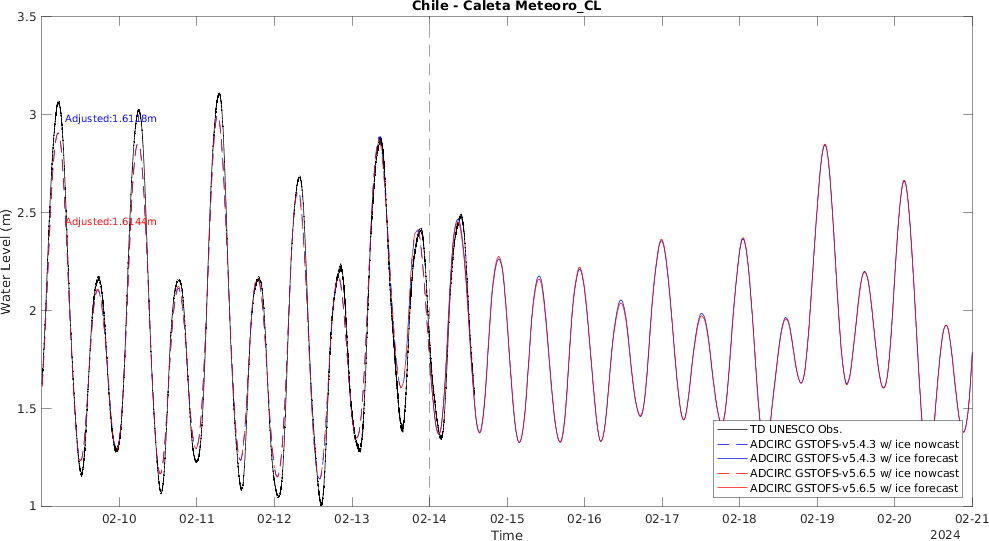 Chile - Caleta Meteoro_CL
3.5
3
2.5
2
1.5
1
Water Level (m)
Adjusted:1.6118m
Adjusted:1.6144m
TD UNESCO Obs.
ADCIRC GSTOFS-v5.4.3 w/ ice nowcast
ADCIRC GSTOFS-v5.4.3 w/ ice forecast
ADCIRC GSTOFS-v5.6.5 w/ ice nowcast
ADCIRC GSTOFS-v5.6.5 w/ ice forecast
02-10 02-11 02-12 02-13 02-14 02-15 02-16 02-17 02-18 02-19 02-20 02-21
Time
2024